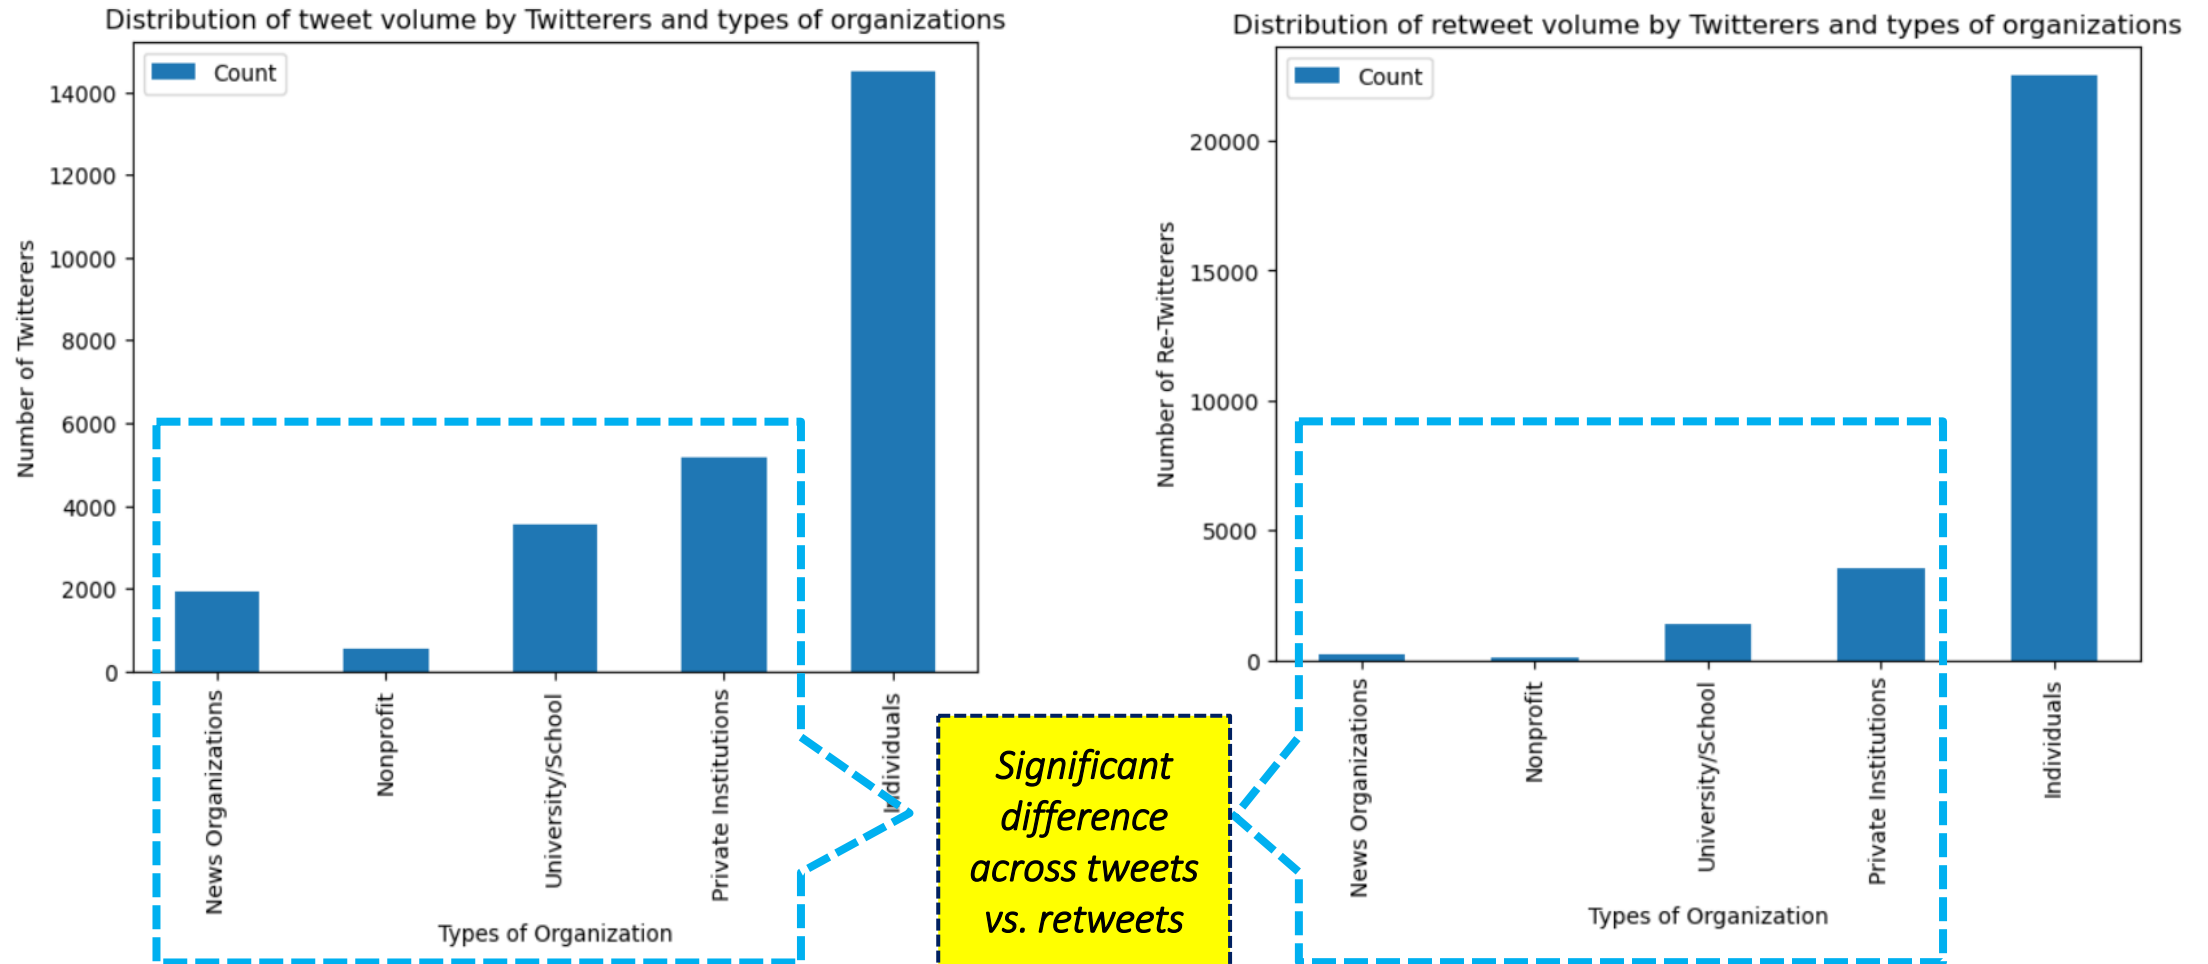 Distribution of tweet volume by Twitterers and types of organizations
Count
14000
12000
10000
8000
6000
4000
2000
0
Number of Twitterers
News Organizations
Nonprofit
University/School
Private Institutions
Individuals
Types of Organization
Significant
difference
across tweets
vs. retweets
Distribution of retweet volume by Twitterers and types of organizations
Count
20000
15000
10000
5000
0
Number of Re-Twitterers
News Organizations
Nonprofit
University/School
Private Institutions
Individuals
Types of Organization